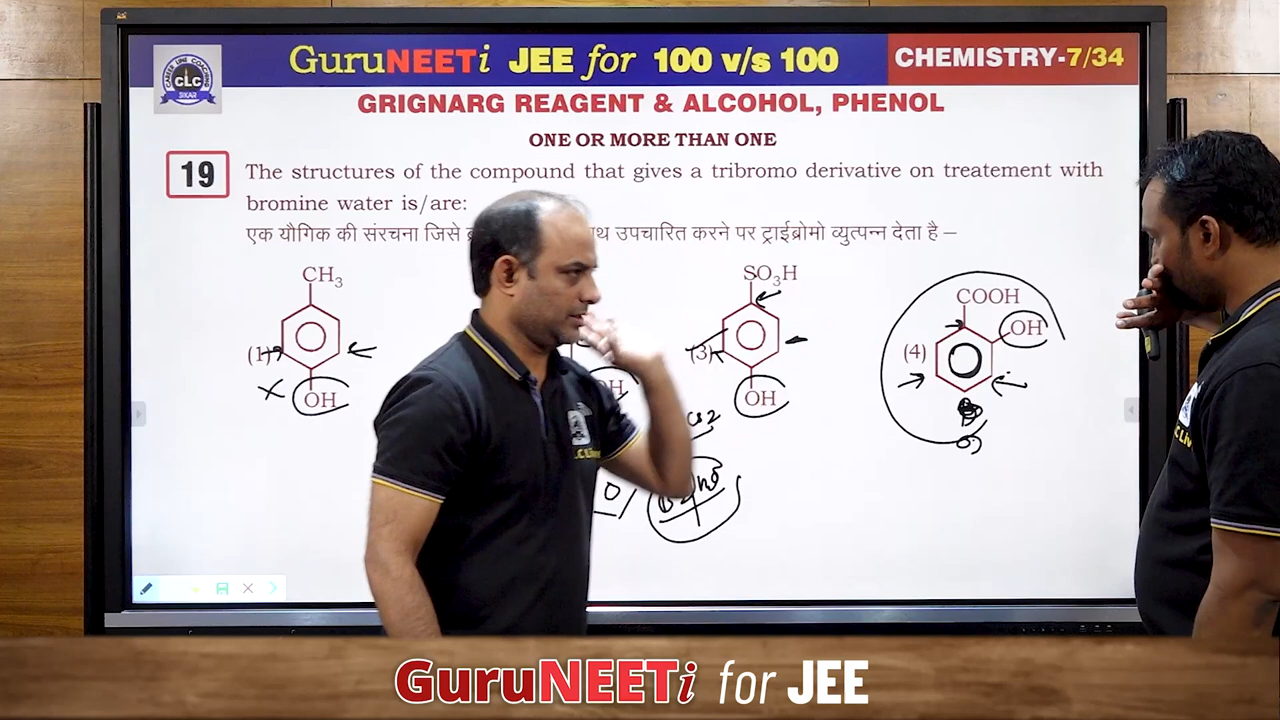 GuruNEETi JEE for 100 v/s 100
CHEMISTRY-7/34
CLC
SIKAR
GRIGNARG REAGENT & ALCOHOL, PHENOL
ONE OR MORE THAN ONE
19
The structures of the compound that gives a tribromo derivative on treatement with
bromine water is/are:
एक यौगिक की संरचना जिसे उपचारित करने पर ट्राईब्रोमो व्युत्पन्न देता है –
CH3
SO3H
COOH
OH
(1)
(3)
(4)
OH
OH
GuruNEETi for JEE